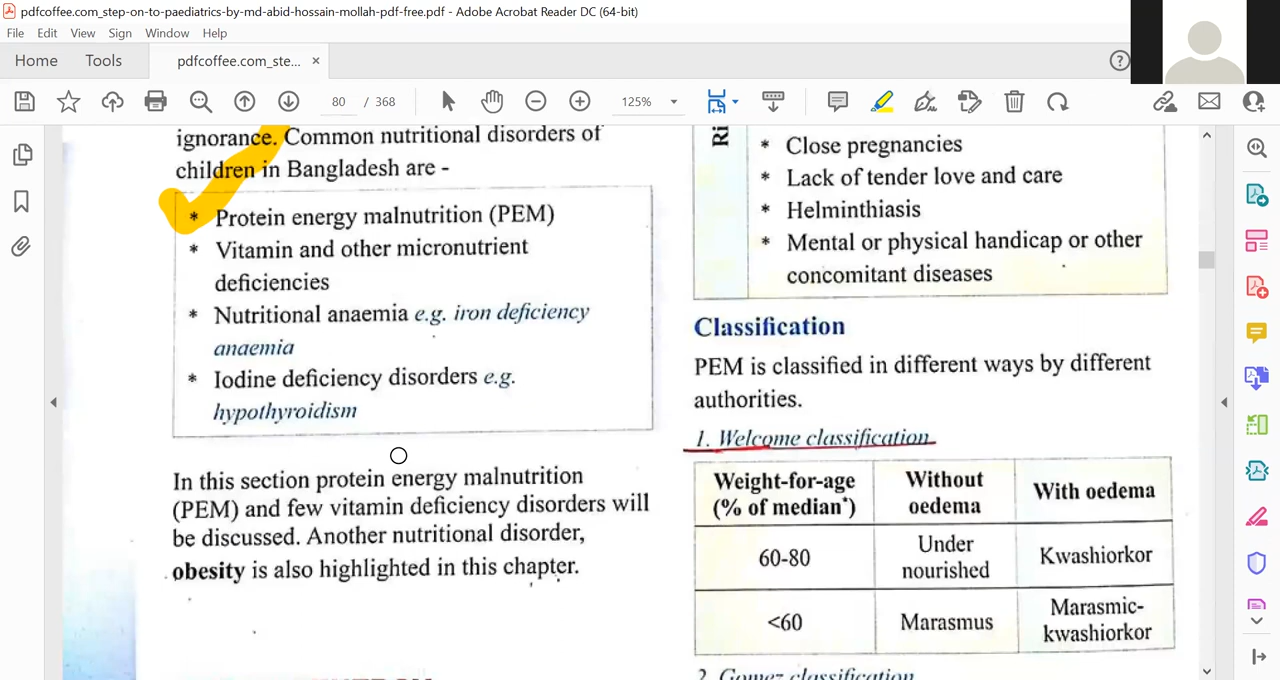 pdfcoffee.com_step-on-to-paediatrics-by-md-abid-hossain-mollah-pdf-free.pdf - Adobe Acrobat Reader DC (64-bit)
File Edit View Sign Window Help
Home Tools pdfcoffee.com_ste... ×
80 / 368 125%
ignorance. Common nutritional disorders of
children in Bangladesh are -
* Protein energy malnutrition (PEM)
* Vitamin and other micronutrient
deficiencies
* Nutritional anaemia e.g. iron deficiency
anaemia
* Iodine deficiency disorders e.g.
hypothyroidism
In this section protein energy malnutrition
(PEM) and few vitamin deficiency disorders will
be discussed. Another nutritional disorder,
obesity is also highlighted in this chapter.
* Close pregnancies
* Lack of tender love and care
* Helminthiasis
* Mental or physical handicap or other
concomitant diseases
Classification
PEM is classified in different ways by different
authorities.
1. Welcome classification
Weight-for-age Without With oedema
(% of median*) oedema
60-80 Under nourished Kwashiorkor
<60 Marasmus Marasmic-
kwashiorkor
2. Gomez classification